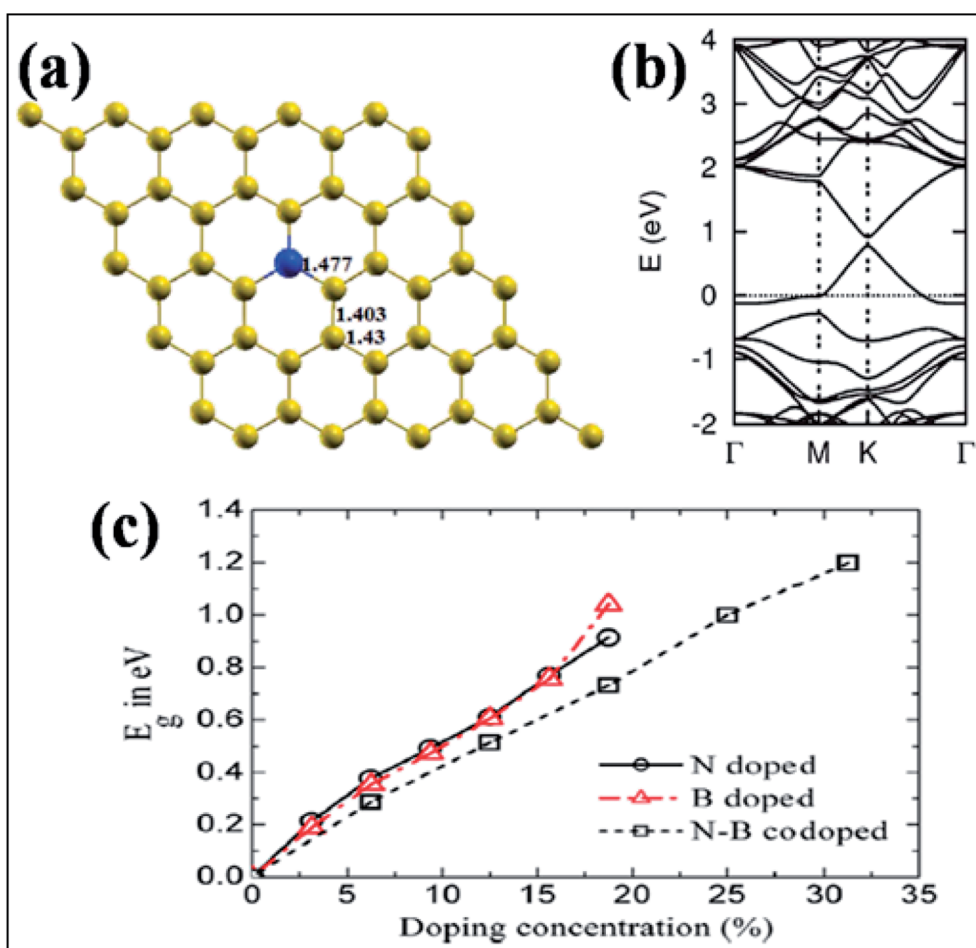 (a)
1.477
1.403
1.43
(b)
4
3
2
1
0
-1
-2
E (eV)
Γ M K Γ
(c)
1.4
1.2
1.0
0.8
0.6
0.4
0.2
0.0
E g in eV
N doped
B doped
N-B codoped
0 5 10 15 20 25 30 35
Doping concentration (%)